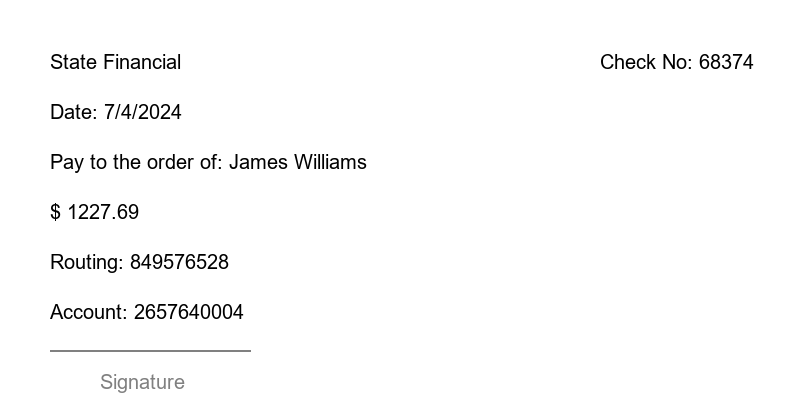 State Financial
Check No: 68374
Date: 7/4/2024
Pay to the order of: James Williams
$ 1227.69
Routing: 849576528
Account: 2657640004
Signature